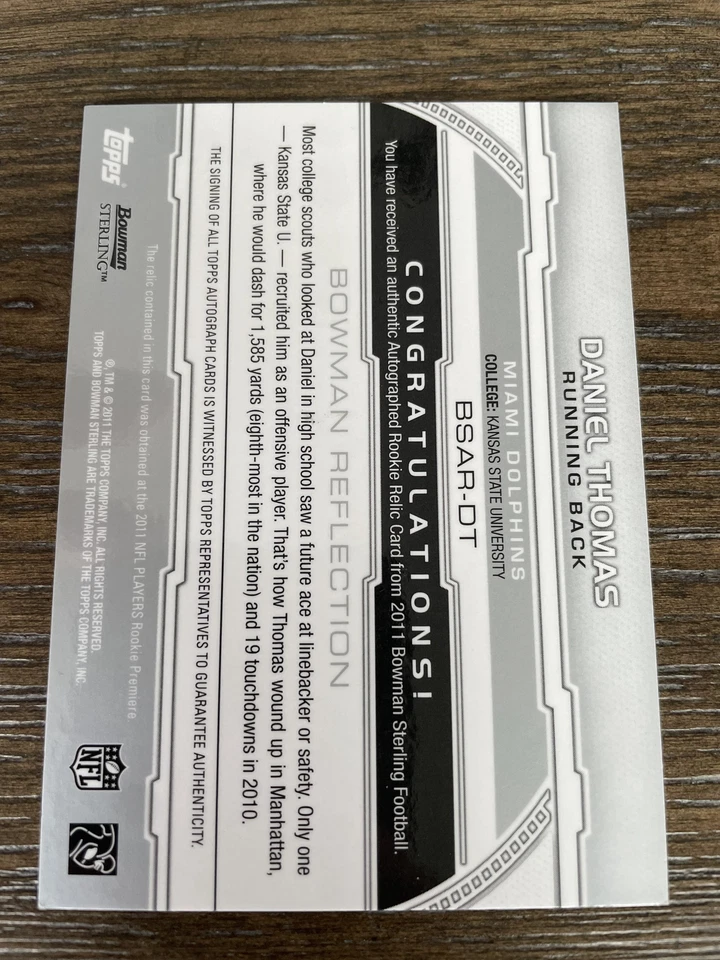 DANIEL THOMAS
RUNNING BACK
MIAMI DOLPHINS
COLLEGE: KANSAS STATE UNIVERSITY
BSAR-DT
CONGRATULATIONS!
You have received an authentic Autographed Rookie Relic Card from 2011 Bowman Sterling Football.
BOWMAN REFLECTION
Most college scouts who looked at Daniel in high school saw a future ace at linebacker or safety. Only one
— Kansas State U. — recruited him as an offensive player. That's how Thomas wound up in Manhattan,
where he would dash for 1,585 yards (eighth-most in the nation) and 19 touchdowns in 2010.
THE SIGNING OF ALL TOPPS AUTOGRAPH CARDS IS WITNESSED BY TOPPS REPRESENTATIVES TO GUARANTEE AUTHENTICITY.
The relic contained in this card was obtained at the 2011 NFL PLAYERS Rookie Premiere.
topps®
Bowman
STERLING™
®, TM & © 2011 THE TOPPS COMPANY, INC. ALL RIGHTS RESERVED.
TOPPS AND BOWMAN STERLING ARE TRADEMARKS OF THE TOPPS COMPANY, INC.
NFL